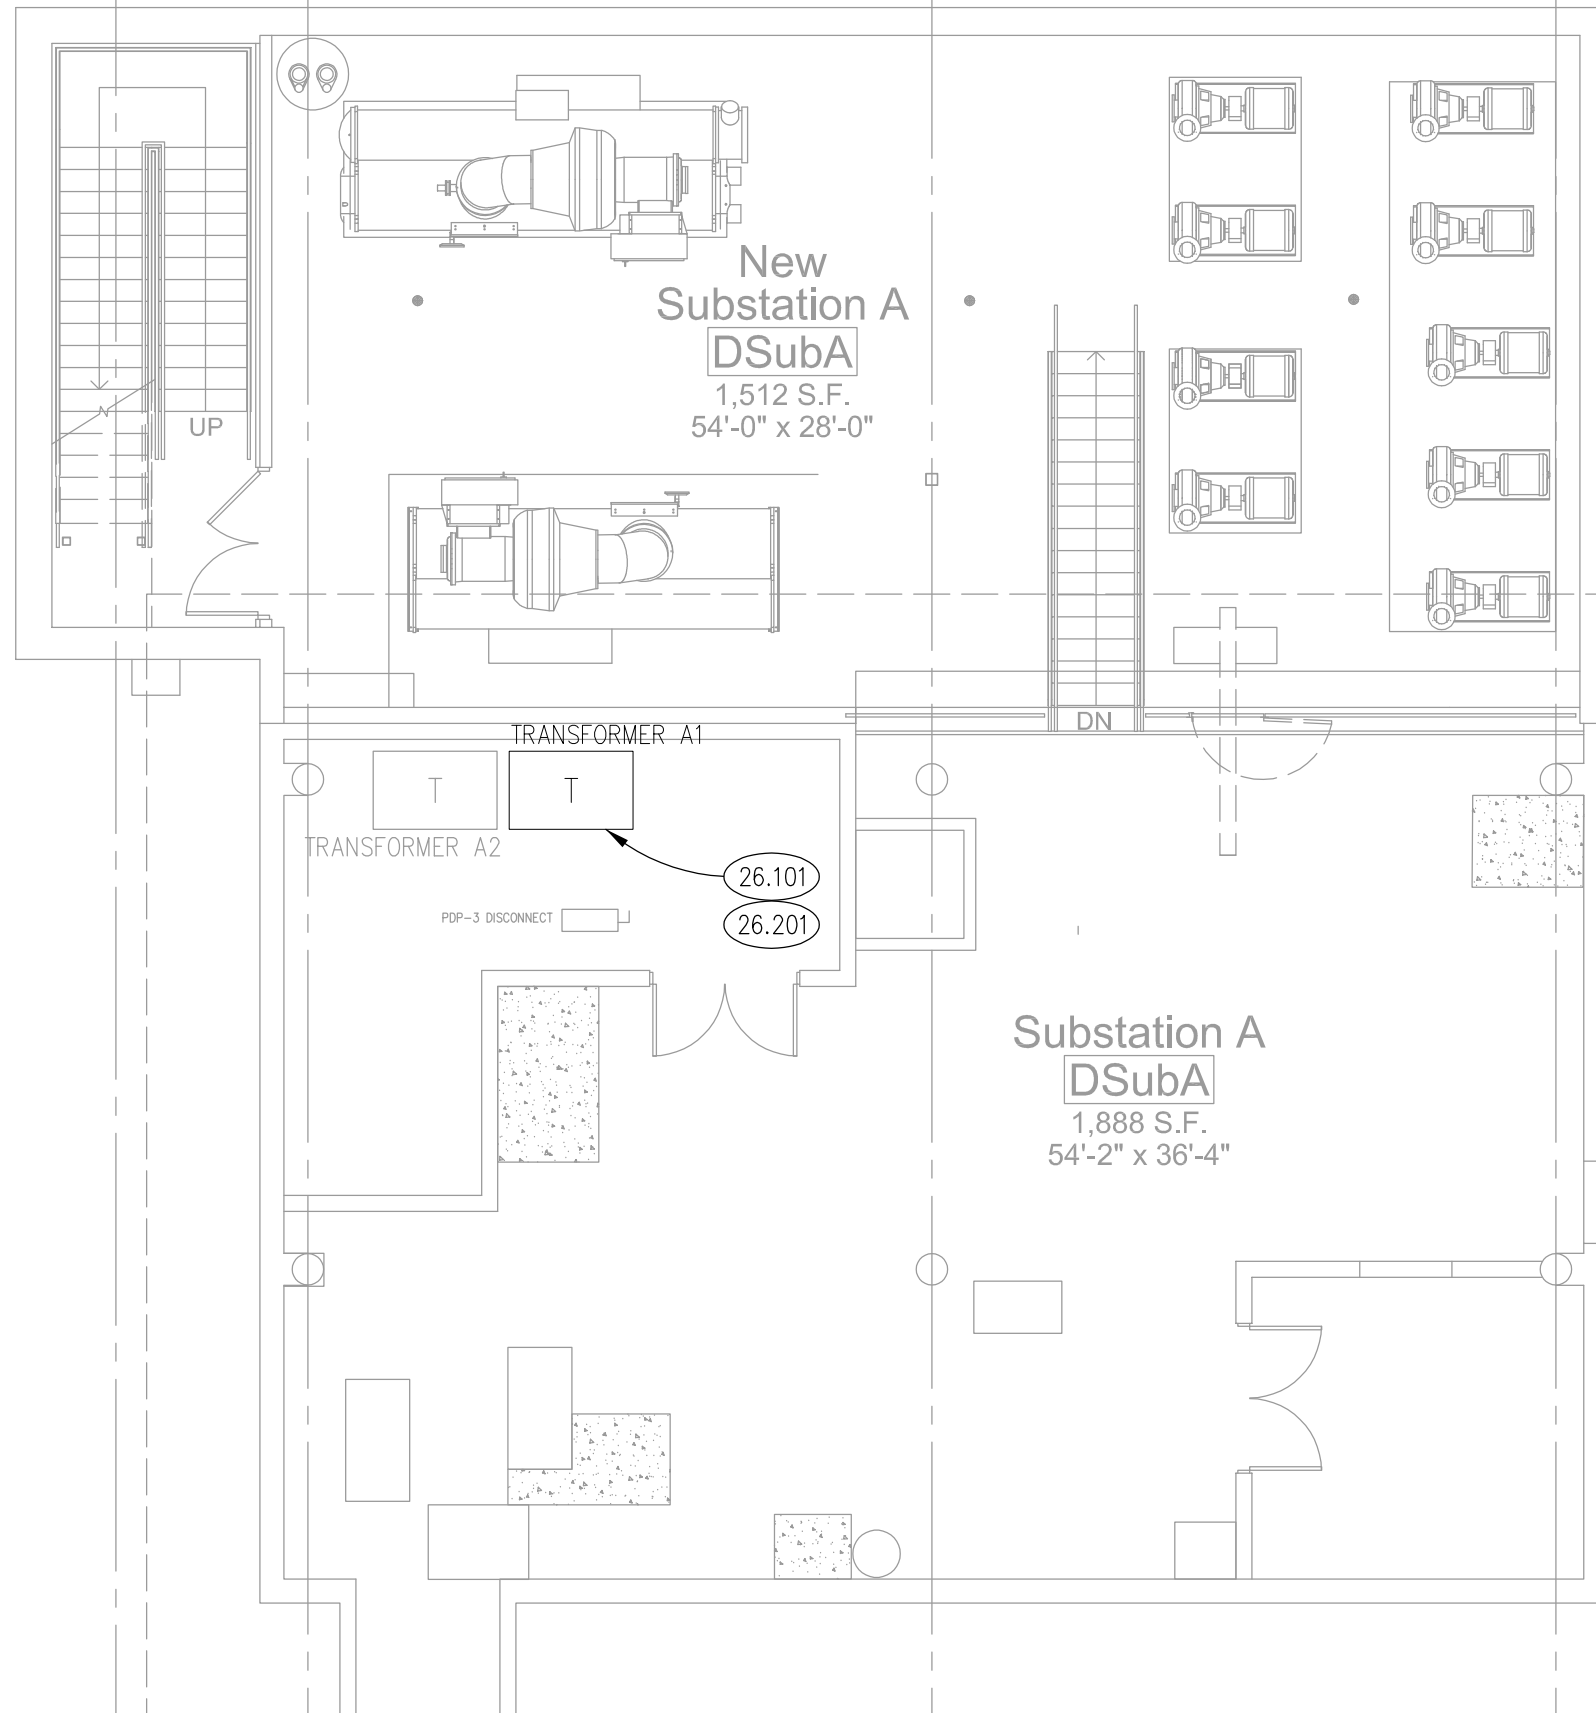 New
Substation A
DSubA
1,512 S.F.
54'-0" x 28'-0"
UP
DN
TRANSFORMER A1
T
T
TRANSFORMER A2
26.101
26.201
PDP-3 DISCONNECT
Substation A
DSubA
1,888 S.F.
54'-2" x 36'-4"